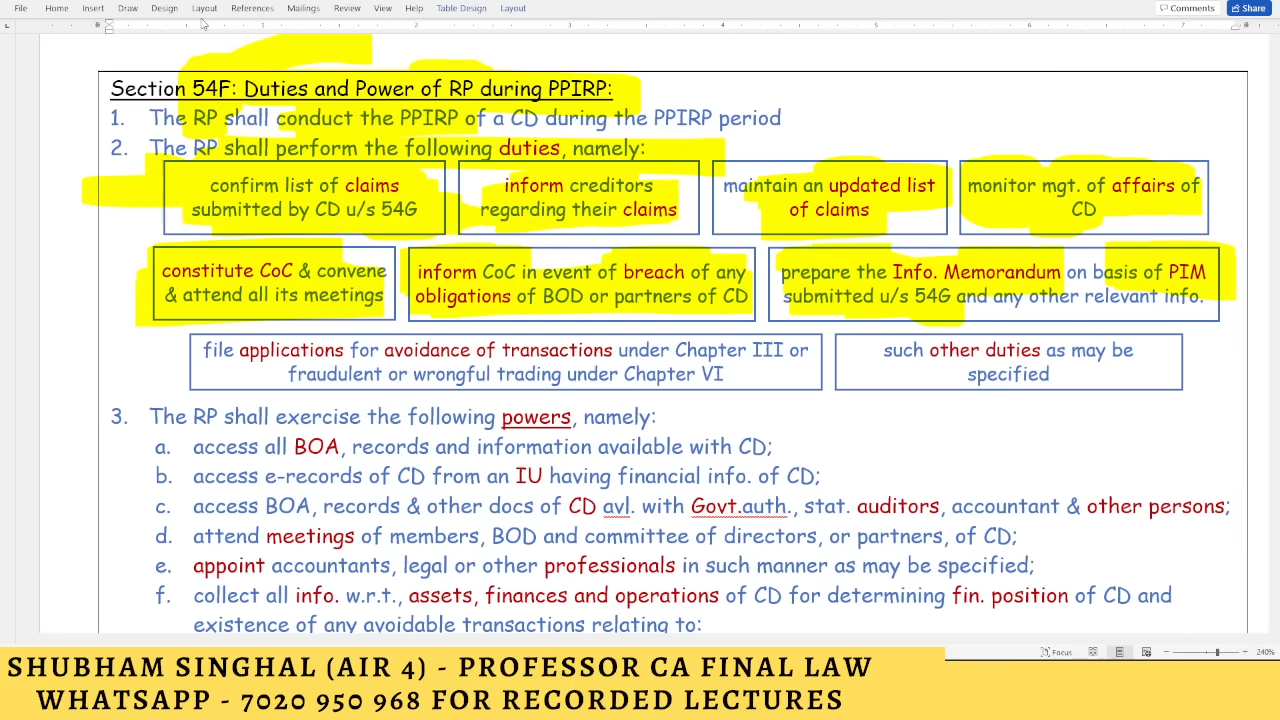 File Home Insert Draw Design Layout References Mailings Review View Help Table Design Layout Comments Share
1 2 3 4 5 6 7
Section 54F: Duties and Power of RP during PPIRP:
1. The RP shall conduct the PPIRP of a CD during the PPIRP period
2. The RP shall perform the following duties, namely:
confirm list of claims
submitted by CD u/s 54G
inform creditors
regarding their claims
maintain an updated list
of claims
monitor mgt. of affairs of
CD
constitute CoC & convene
& attend all its meetings
inform CoC in event of breach of any
obligations of BOD or partners of CD
prepare the Info. Memorandum on basis of PIM
submitted u/s 54G and any other relevant info.
file applications for avoidance of transactions under Chapter III or
fraudulent or wrongful trading under Chapter VI
such other duties as may be
specified
3. The RP shall exercise the following powers, namely:
a. access all BOA, records and information available with CD;
b. access e-records of CD from an IU having financial info. of CD;
c. access BOA, records & other docs of CD avl. with Govt.auth., stat. auditors, accountant & other persons;
d. attend meetings of members, BOD and committee of directors, or partners, of CD;
e. appoint accountants, legal or other professionals in such manner as may be specified;
f. collect all info. w.r.t., assets, finances and operations of CD for determining fin. position of CD and
existence of any avoidable transactions relating to:
Focus 240%
SHUBHAM SINGHAL (AIR 4) - PROFESSOR CA FINAL LAW
WHATSAPP - 7020 950 968 FOR RECORDED LECTURES